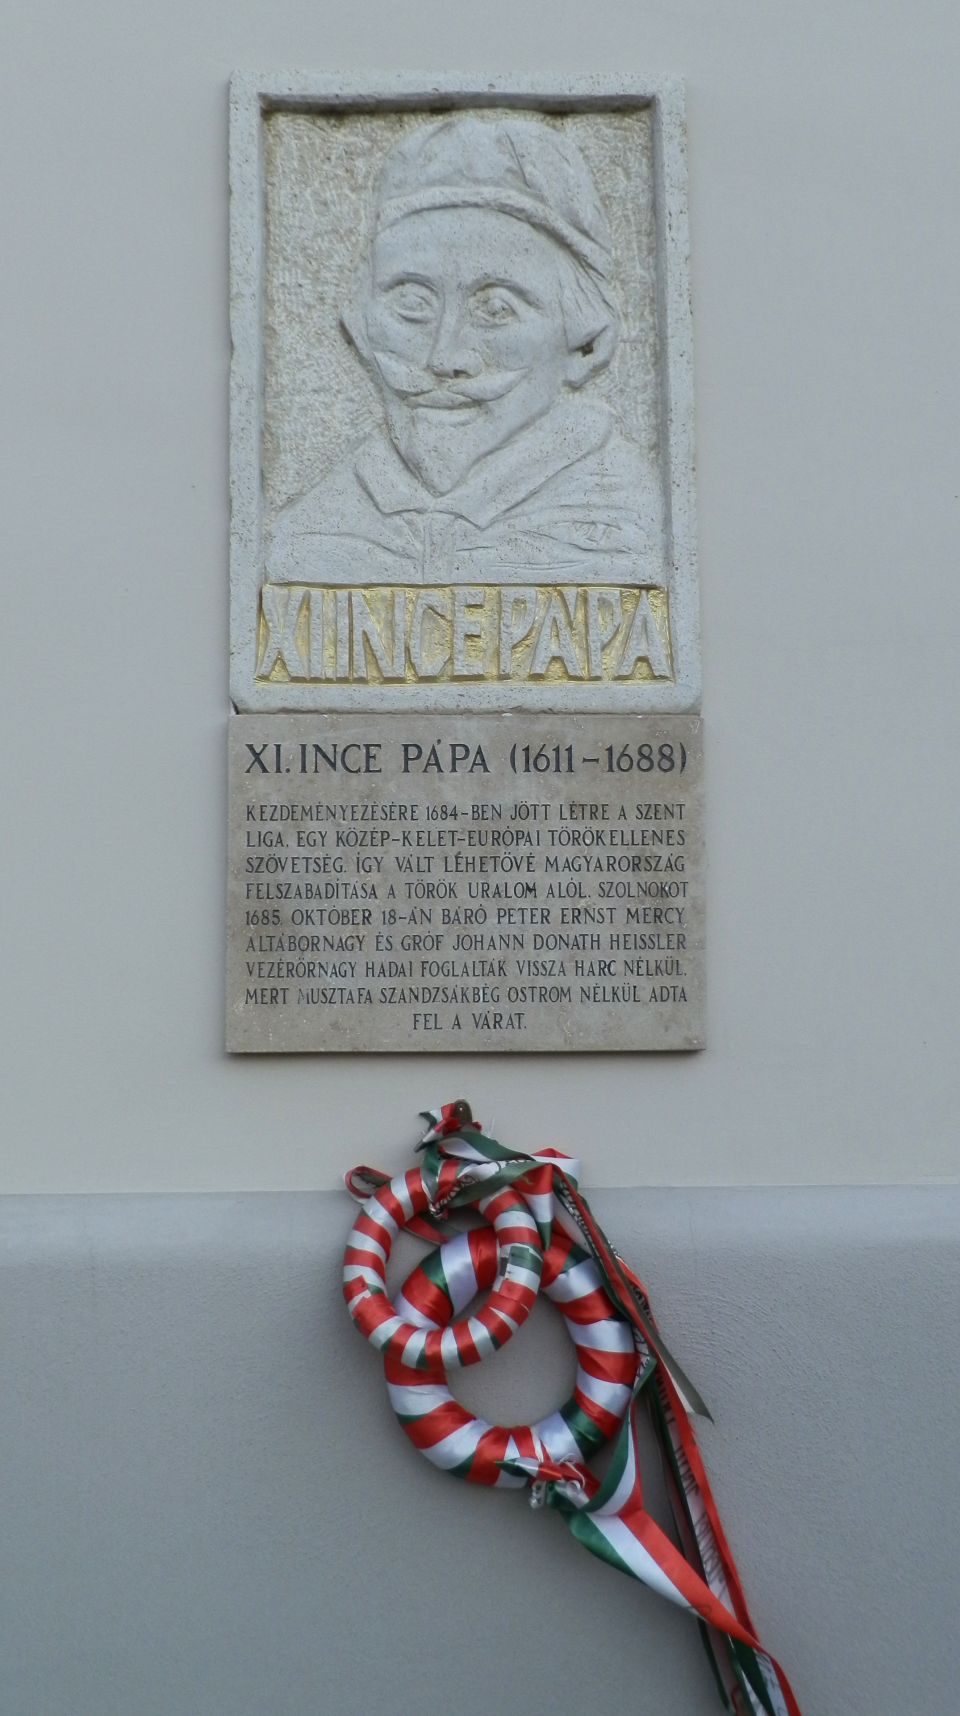 XI INCE PAPA
XI. INCE PÁPA (1611-1688)
KEZDEMÉNYEZÉSÉRE 1684-BEN JÖTT LÉTRE A SZENT
LIGA, EGY KÖZÉP-KELET-EURÓPAI TÖRÖKELLENES
SZÖVETSÉG. ÍGY VÁLT LEHETŐVÉ MAGYARORSZÁG
FELSZABADÍTÁSA A TÖRÖK URALOM ALÓL. SZOLNOKOT
1685. OKTÓBER 18-ÁN BÁRÓ PETER ERNST MERCY
ALTÁBORNAGY ÉS GRÓF JOHANN DONATH HEISSLER
VEZÉRŐRNAGY HADAI FOGLALTÁK VISSZA HARC NÉLKÜL,
MERT MUSZTAFA SZANDZSÁKBÉG OSTROM NÉLKÜL ADTA
FEL A VÁRAT.